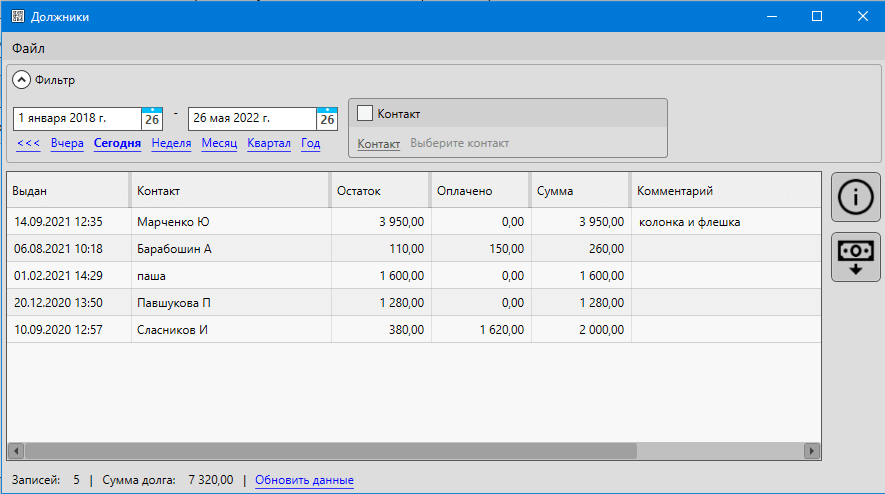 Должники
Файл
Фильтр
1 января 2018 г. 26 - 26 мая 2022 г. 26
<<< Вчера Сегодня Неделя Месяц Квартал Год
Контакт
Контакт Выберите контакт
Выдан Контакт Остаток Оплачено Сумма Комментарий
14.09.2021 12:35 Марченко Ю 3 950,00 0,00 3 950,00 колонка и флешка
06.08.2021 10:18 Барабошин А 110,00 150,00 260,00
01.02.2021 14:29 паша 1 600,00 0,00 1 600,00
20.12.2020 13:50 Павшукова П 1 280,00 0,00 1 280,00
10.09.2020 12:57 Сласников И 380,00 1 620,00 2 000,00
Записей: 5 | Сумма долга: 7 320,00 | Обновить данные